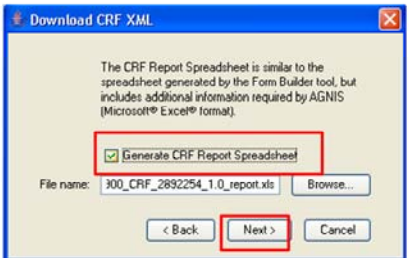 Download CRF XML
The CRF Report Spreadsheet is similar to the
spreadsheet generated by the Form Builder tool, but
includes additional information required by AGNIS
(Microsoft® Excel® format).
Generate CRF Report Spreadsheet
File name: 300_CRF_2892254_1.0_report.xls Browse...
< Back Next > Cancel